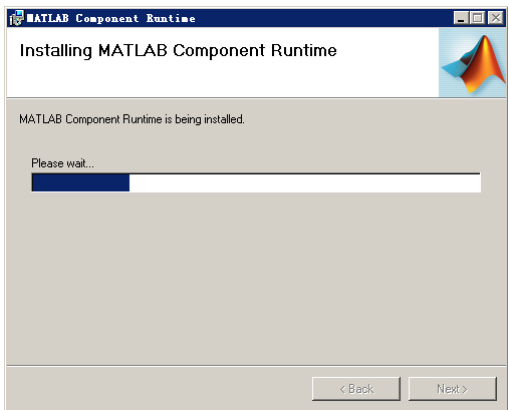 MATLAB Component Runtime
Installing MATLAB Component Runtime
MATLAB Component Runtime is being installed.
Please wait...
< Back
Next >